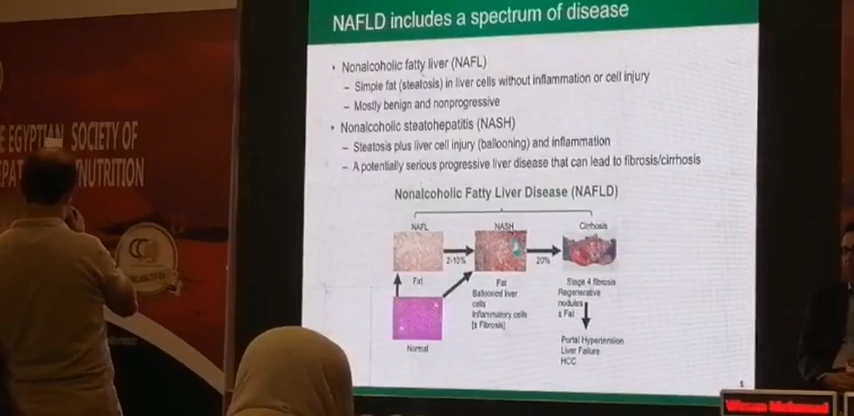 NAFLD includes a spectrum of disease
• Nonalcoholic fatty liver (NAFL)
– Simple fat (steatosis) in liver cells without inflammation or cell injury
– Mostly benign and nonprogressive
• Nonalcoholic steatohepatitis (NASH)
– Steatosis plus liver cell injury (ballooning) and inflammation
– A potentially serious progressive liver disease that can lead to fibrosis/cirrhosis
Nonalcoholic Fatty Liver Disease (NAFLD)
NAFL
NASH
Cirrhosis
2-10%
20%
Fat
Fat
Ballooned liver
cells
Inflammatory cells
[± Fibrosis]
Stage 4 fibrosis
Regenerative
nodules
± Fat
Normal
Portal Hypertension
Liver Failure
HCC
EGYPTIAN SOCIETY OF
NUTRITION